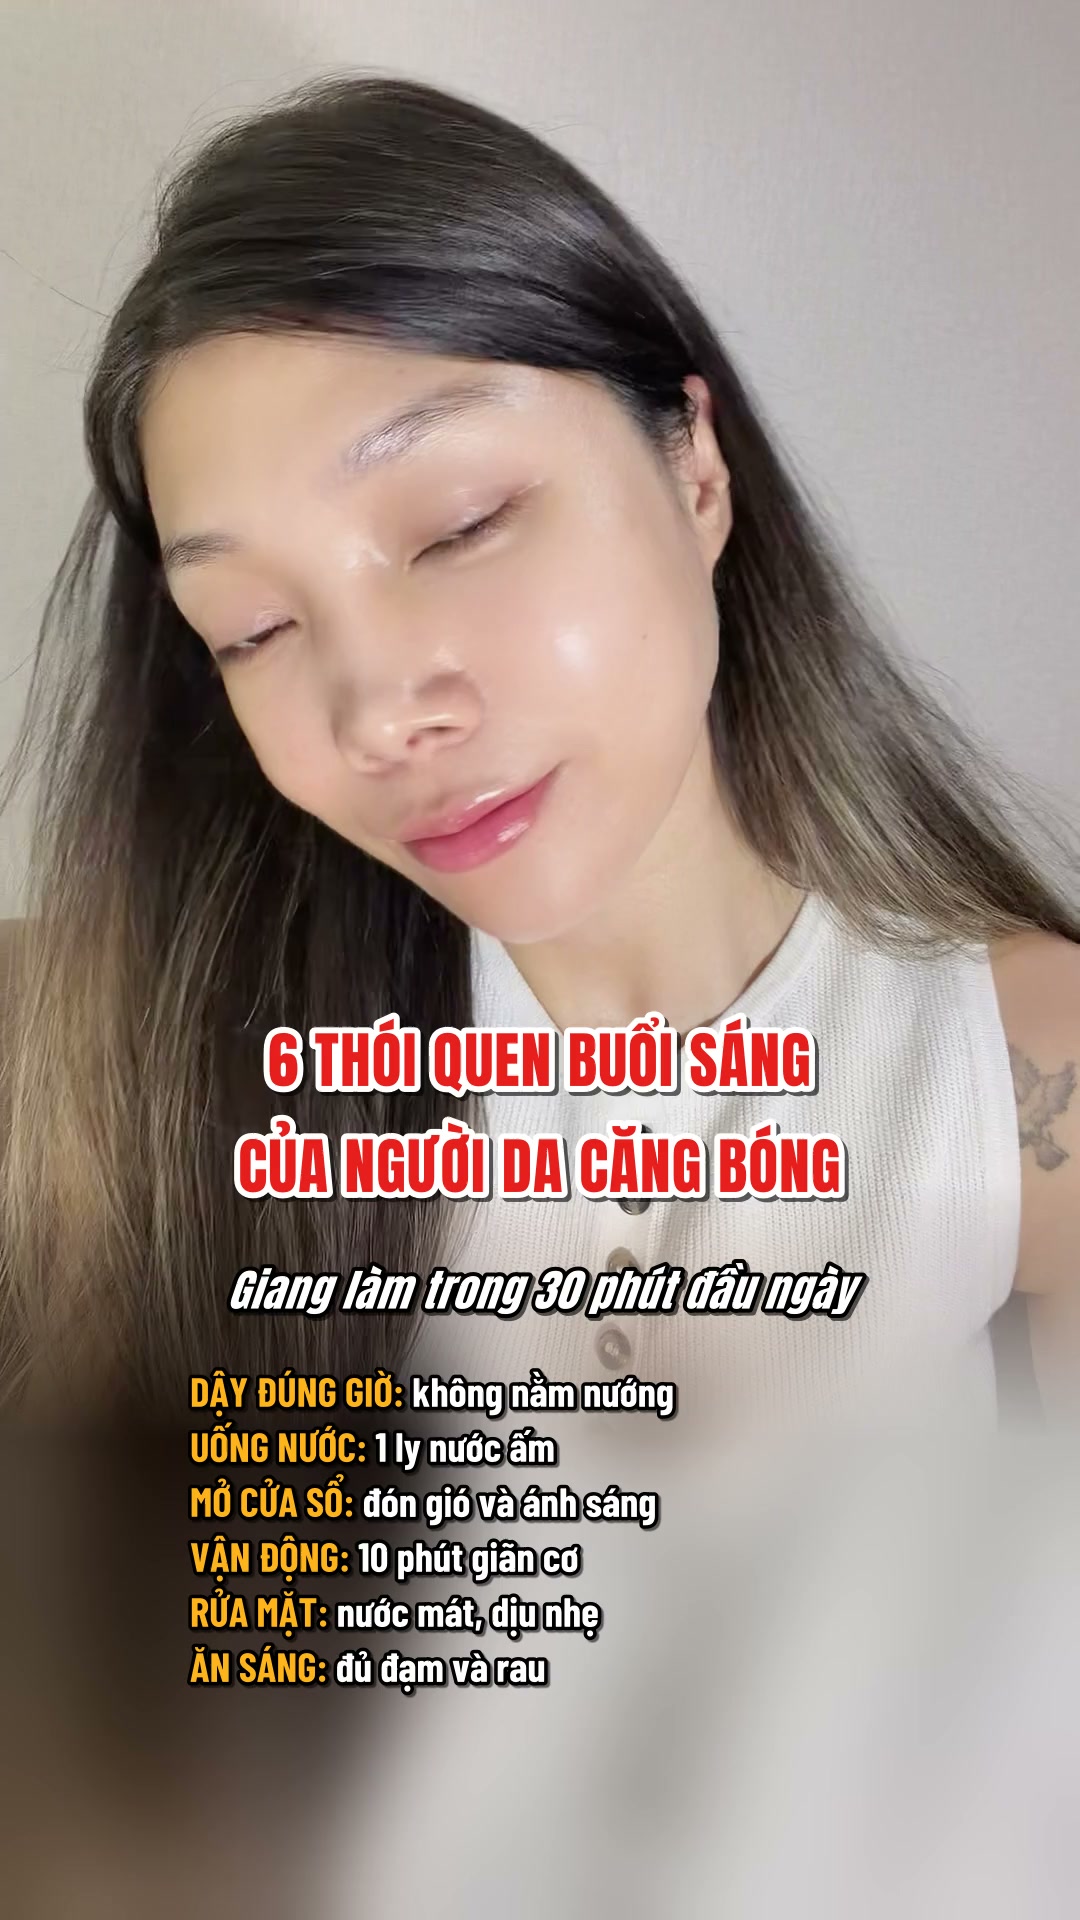 6 THÓI QUEN BUỔI SÁNG
CỦA NGƯỜI DA CĂNG BÓNG
Giang làm trong 30 phút đầu ngày
DẬY ĐÚNG GIỜ: không nằm nướng
UỐNG NƯỚC: 1 ly nước ấm
MỞ CỬA SỔ: đón gió và ánh sáng
VẬN ĐỘNG: 10 phút giãn cơ
RỬA MẶT: nước mát, dịu nhẹ
ĂN SÁNG: đủ đạm và rau